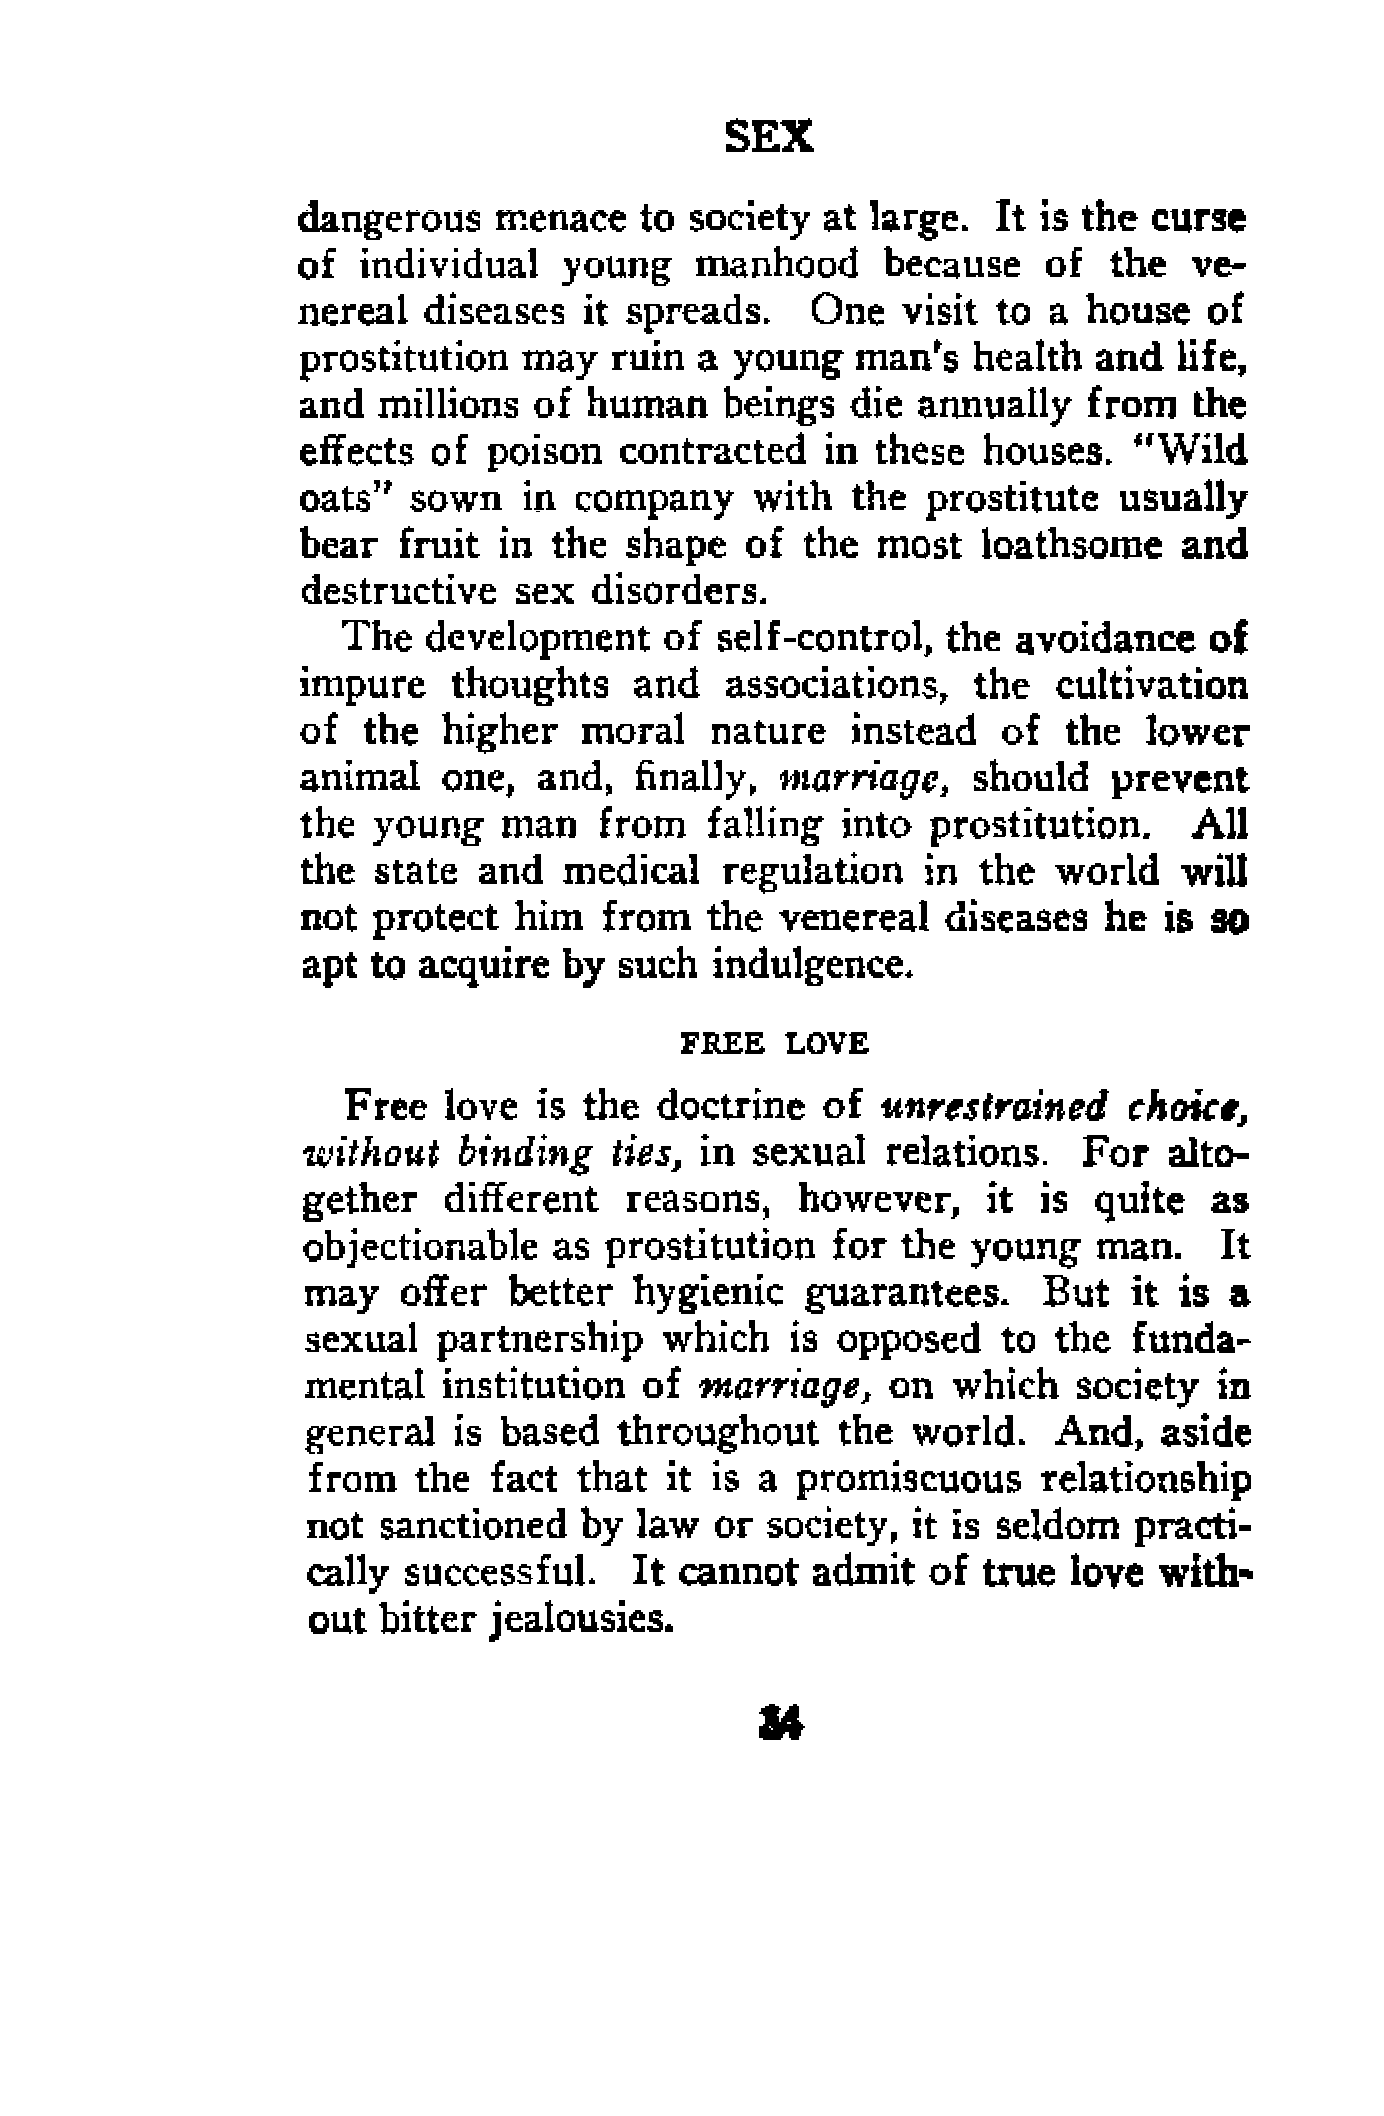 SEX
dangerous menace to society at large. It is the curse
of individual young manhood because of the ve-
nereal diseases it spreads. One visit to a house of
prostitution may ruin a young man's health and life,
and millions of human beings die annually from the
effects of poison contracted in these houses. "Wild
oats" sown in company with the prostitute usually
bear fruit in the shape of the most loathsome and
destructive sex disorders.
The development of self-control, the avoidance of
impure thoughts and associations, the cultivation
of the higher moral nature instead of the lower
animal one, and, finally, marriage, should prevent
the young man from falling into prostitution. All
the state and medical regulation in the world will
not protect him from the venereal diseases he is so
apt to acquire by such indulgence.
FREE LOVE
Free love is the doctrine of unrestrained choice,
without binding ties, in sexual relations. For alto-
gether different reasons, however, it is quite as
objectionable as prostitution for the young man. It
may offer better hygienic guarantees. But it is a
sexual partnership which is opposed to the funda-
mental institution of marriage, on which society in
general is based throughout the world. And, aside
from the fact that it is a promiscuous relationship
not sanctioned by law or society, it is seldom practi-
cally successful. It cannot admit of true love with-
out bitter jealousies.